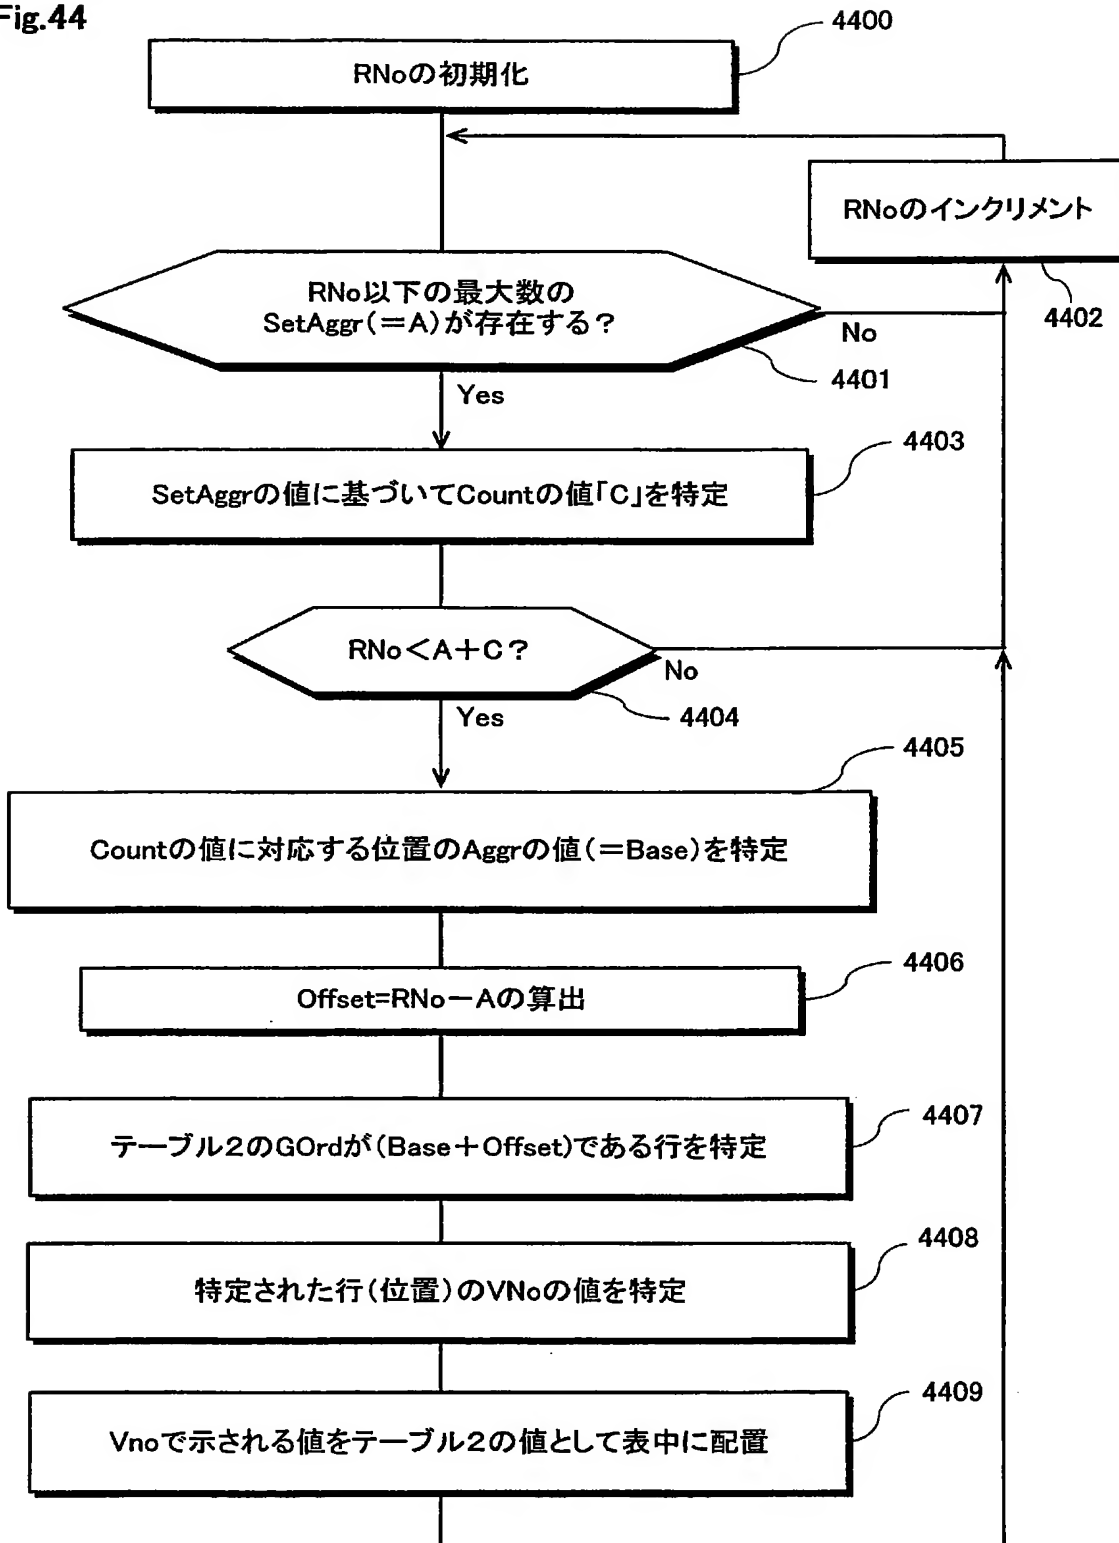 Fig.44
4400
RNoの初期化
RNoのインクリメント
4402
RNo以下の最大数の
SetAggr(＝A)が存在する？
No
4401
Yes
4403
SetAggrの値に基づいてCountの値「C」を特定
RNo＜A＋C？
No
4404
Yes
4405
Countの値に対応する位置のAggrの値(＝Base)を特定
4406
Offset=RNo－Aの算出
4407
テーブル2のGOrdが(Base＋Offset)である行を特定
4408
特定された行(位置)のVNoの値を特定
4409
Vnoで示される値をテーブル2の値として表中に配置